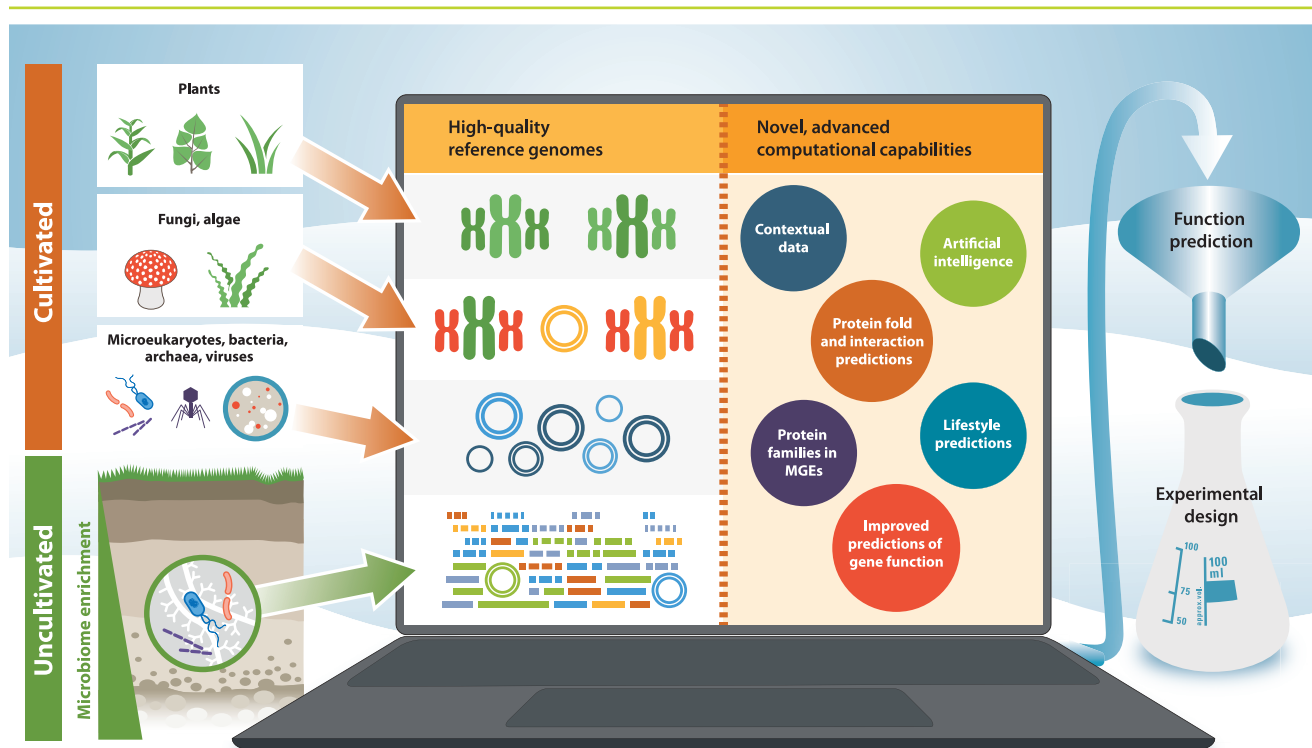 Cultivated
Uncultivated
Microbiome enrichment
Plants
Fungi, algae
Microeukaryotes, bacteria,
archaea, viruses
High-quality
reference genomes
Novel, advanced
computational capabilities
Contextual
data
Artificial
intelligence
Protein fold
and interaction
predictions
Protein
families in
MGEs
Lifestyle
predictions
Improved
predictions of
gene function
Function
prediction
Experimental
design
100
75
50
approx.vol.
100
ml